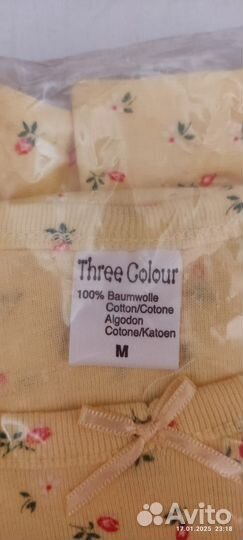 Three Colour
100% Baumwolle
Cotton/Cotone
Algodon
Cotone/Katoen
M
Avito
17.01.2025 23:18